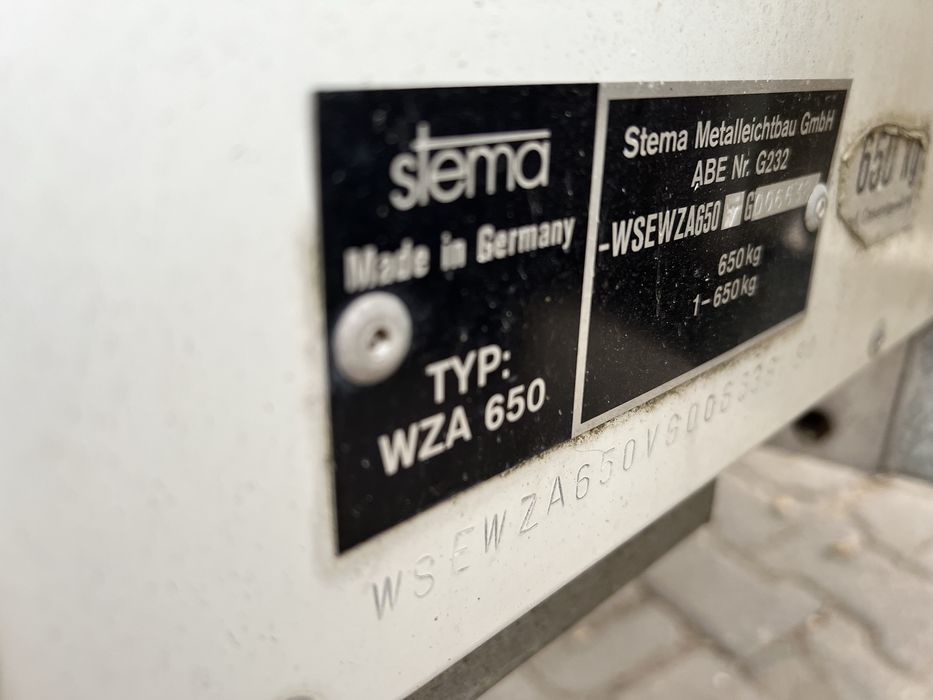 stema
Made in Germany
TYP:
WZA 650
Stema Metalleichtbau GmbH
ABE Nr. G232
-WSEWZA650
650 kg
1-650 kg
650 kg